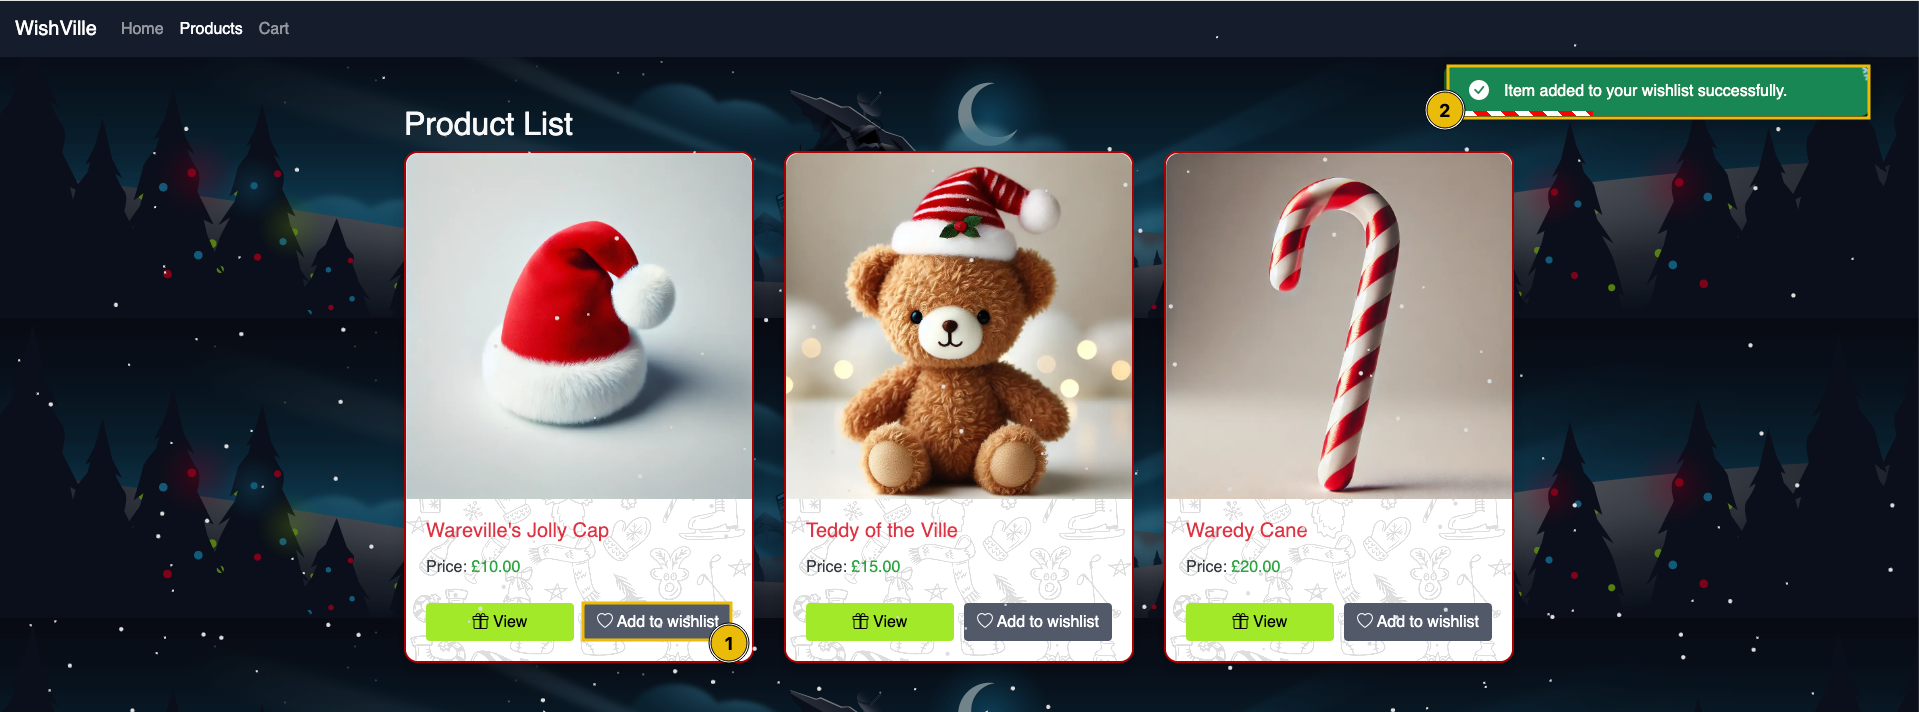 WishVille Home Products Cart
Item added to your wishlist successfully.
2
Product List
Wareville's Jolly Cap
Price: £10.00
View Add to wishlist
1
Teddy of the Ville
Price: £15.00
View Add to wishlist
Waredy Cane
Price: £20.00
View Add to wishlist